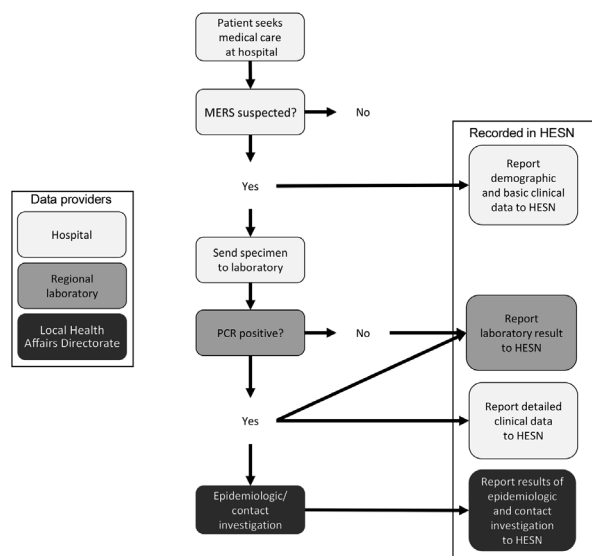 Patient seeks
medical care
at hospital
MERS suspected?
No
Recorded in HESN
Yes
Report
demographic
and basic clinical
data to HESN
Data providers
Hospital
Regional
laboratory
Local Health
Affairs Directorate
Send specimen
to laboratory
PCR positive?
No
Report
laboratory result
to HESN
Yes
Report detailed
clinical data
to HESN
Epidemiologic/
contact
investigation
Report results of
epidemiologic
and contact
investigation
to HESN